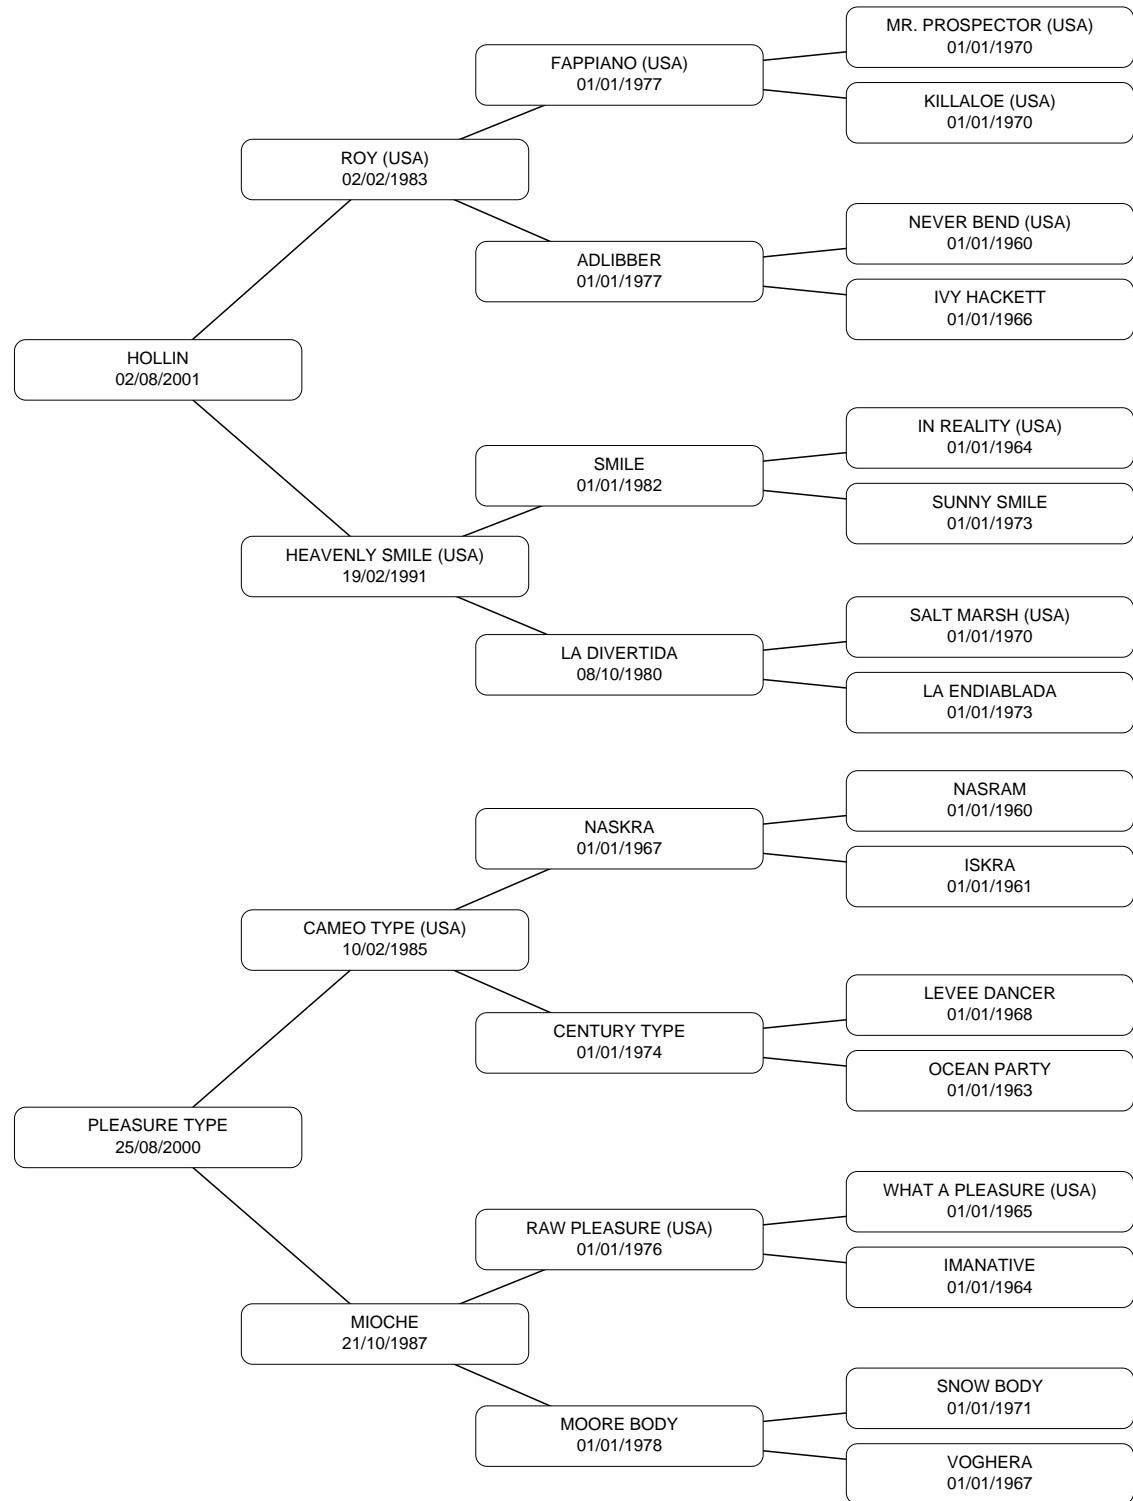 MR. PROSPECTOR (USA)
01/01/1970
FAPPIANO (USA)
01/01/1977
KILLALOE (USA)
01/01/1970
ROY (USA)
02/02/1983
NEVER BEND (USA)
01/01/1960
ADLIBBER
01/01/1977
IVY HACKETT
01/01/1966
HOLLIN
02/08/2001
IN REALITY (USA)
01/01/1964
SMILE
01/01/1982
SUNNY SMILE
01/01/1973
HEAVENLY SMILE (USA)
19/02/1991
SALT MARSH (USA)
01/01/1970
LA DIVERTIDA
08/10/1980
LA ENDIABLADA
01/01/1973
NASRAM
01/01/1960
NASKRA
01/01/1967
ISKRA
01/01/1961
CAMEO TYPE (USA)
10/02/1985
LEVEE DANCER
01/01/1968
CENTURY TYPE
01/01/1974
OCEAN PARTY
01/01/1963
PLEASURE TYPE
25/08/2000
WHAT A PLEASURE (USA)
01/01/1965
RAW PLEASURE (USA)
01/01/1976
IMANATIVE
01/01/1964
MIOCHE
21/10/1987
SNOW BODY
01/01/1971
MOORE BODY
01/01/1978
VOGHERA
01/01/1967